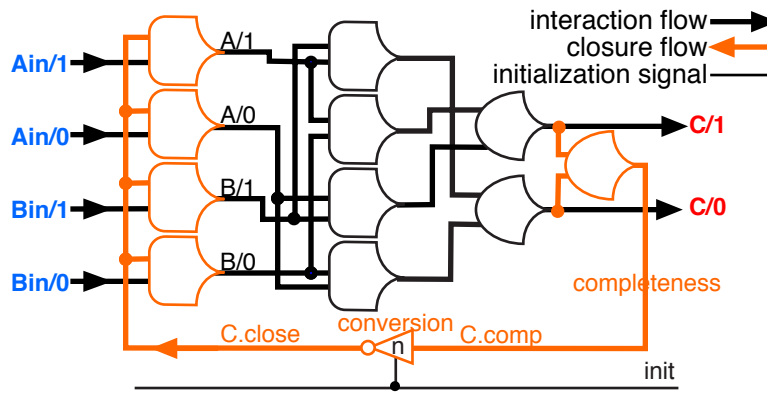 interaction flow
closure flow
initialization signal
Ain/1
A/1
Ain/0
A/0
Bin/1
B/1
Bin/0
B/0
C/1
C/0
completeness
conversion
C.close
C.comp
n
init